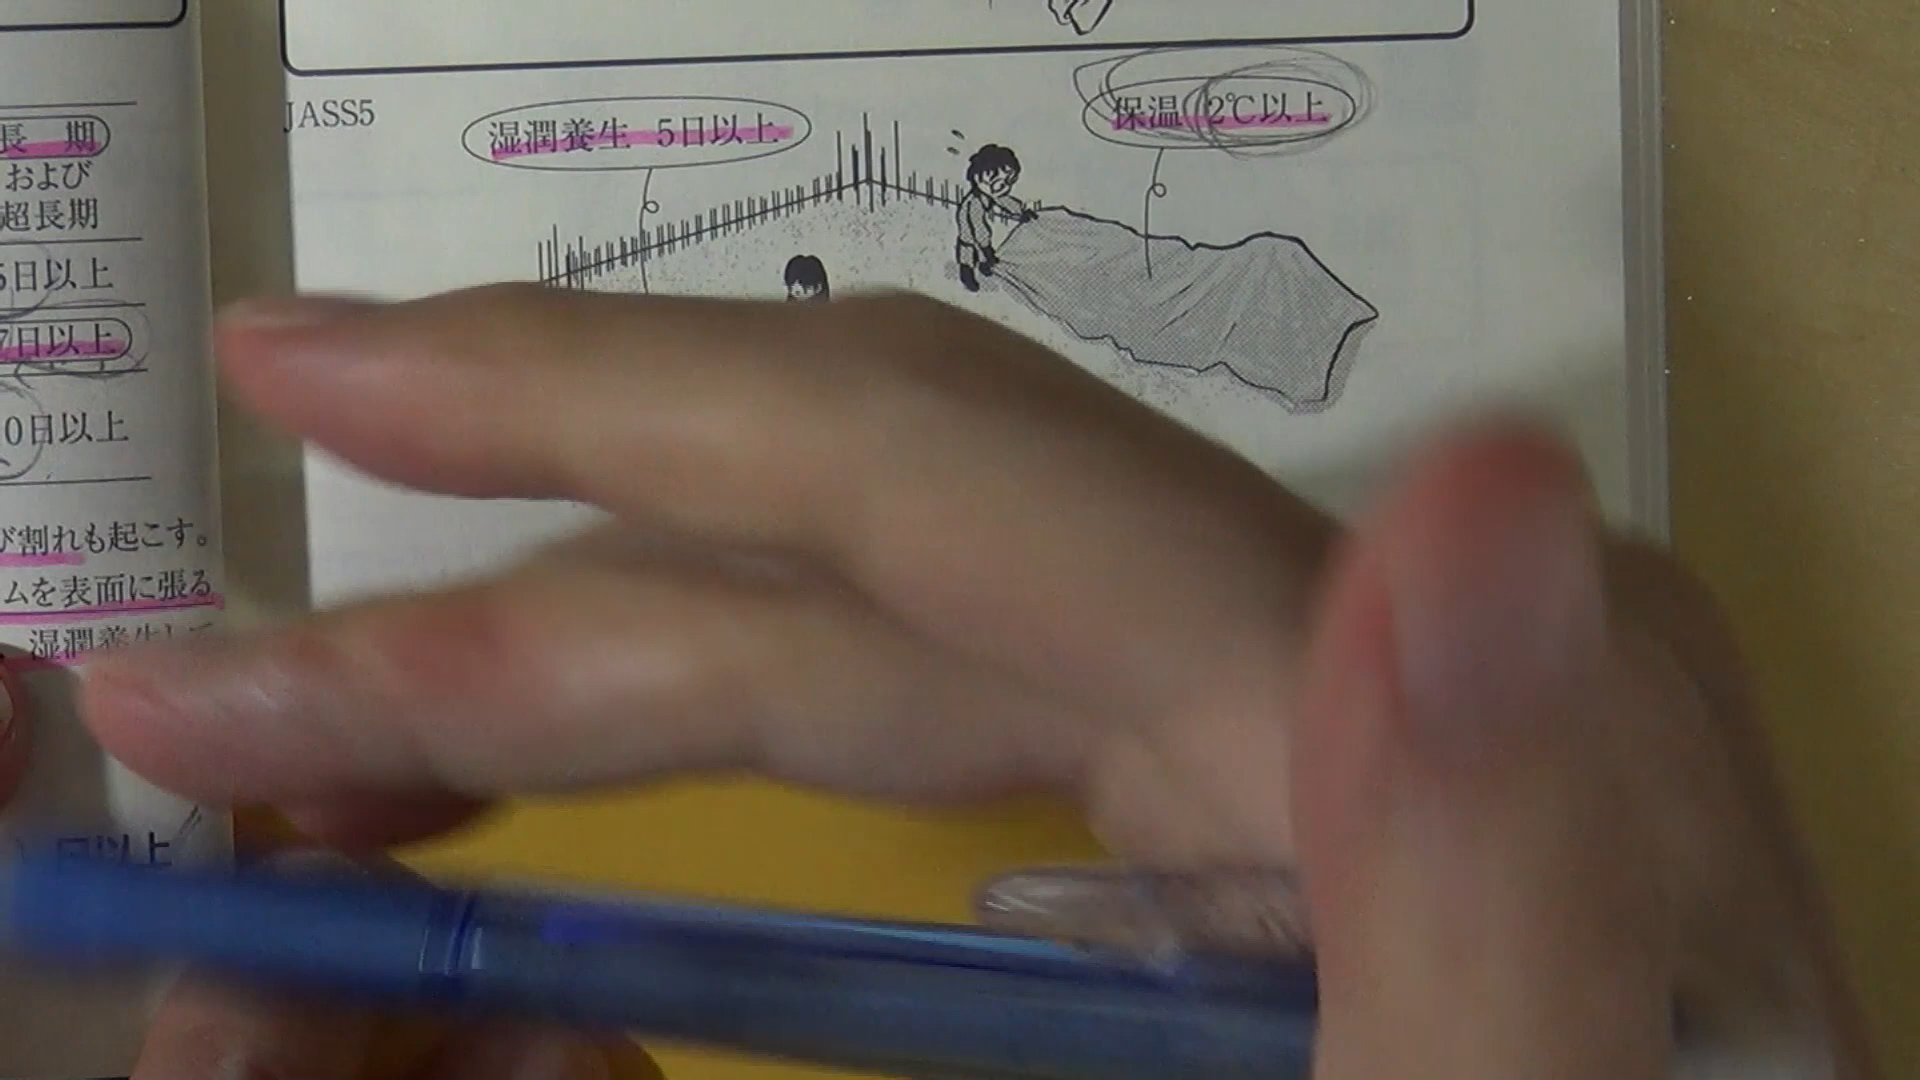 長 期
および
超長期
5日以上
7日以上
0日以上
び割れも起こす。
ムを表面に張る
湿潤養生して
日以上
JASS5
湿潤養生 5日以上
保温 2℃以上